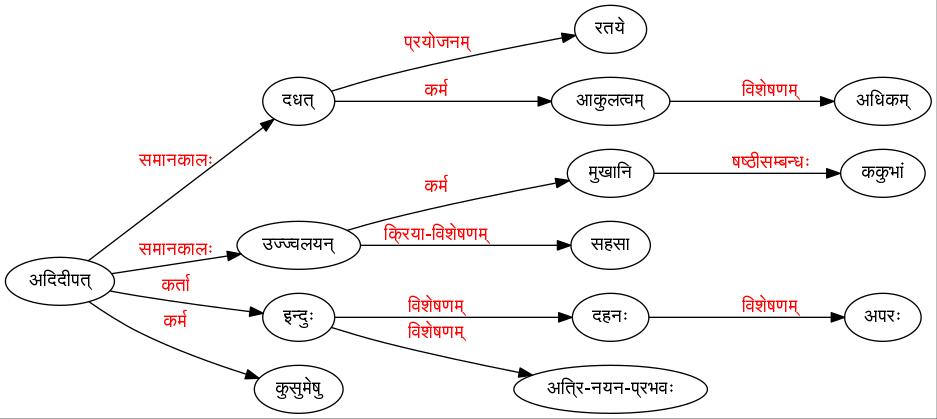 रतये
प्रयोजनम्
दधत्
कर्म
आकुलत्वम्
विशेषणम्
अधिकम्
समानकालः
मुखानि
षष्ठीसम्बन्धः
ककुभां
कर्म
उज्ज्वलयन्
क्रिया-विशेषणम्
सहसा
समानकालः
अदिदीपत्
कर्ता
इन्दुः
विशेषणम्
दहनः
विशेषणम्
अपरः
कर्म
विशेषणम्
कुसुमेषु
अत्रि-नयन-प्रभवः